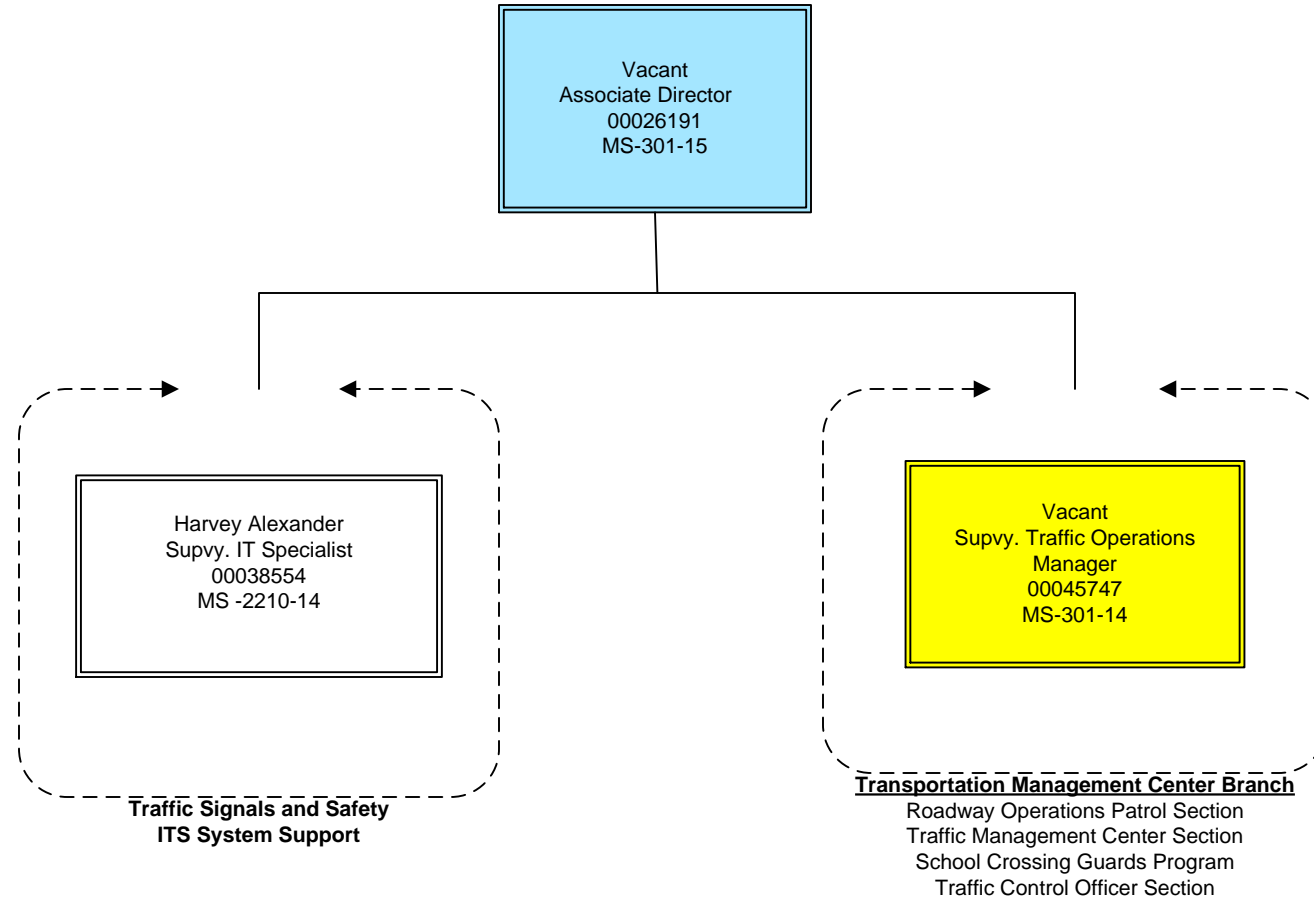 Vacant
Associate Director
00026191
MS-301-15
Harvey Alexander
Supvy. IT Specialist
00038554
MS -2210-14
Vacant
Supvy. Traffic Operations
Manager
00045747
MS-301-14
Traffic Signals and Safety
ITS System Support
Transportation Management Center Branch
Roadway Operations Patrol Section
Traffic Management Center Section
School Crossing Guards Program
Traffic Control Officer Section